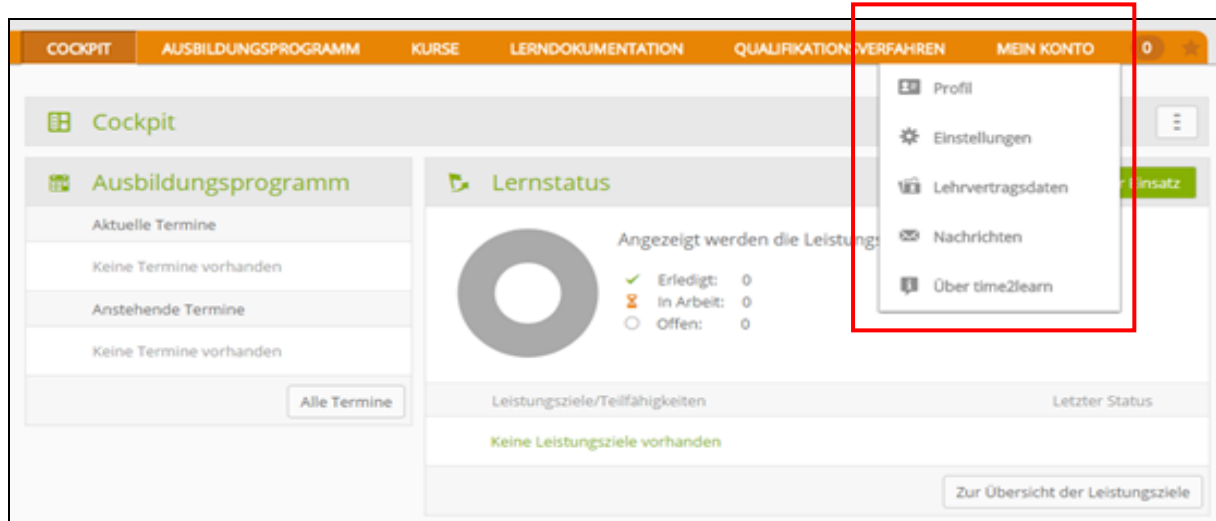 COCKPIT AUSBILDUNGSPROGRAMM KURSE LERNDOKUMENTATION QUALIFIKATIONSVERFAHREN MEIN KONTO 0
Profil
Einstellungen
Lehrvertragsdaten
Nachrichten
Über time2learn
Cockpit
Ausbildungsprogramm
Aktuelle Termine
Keine Termine vorhanden
Anstehende Termine
Keine Termine vorhanden
Alle Termine
Lernstatus
Einsatz
Angezeigt werden die Leistungs
Erledigt: 0
In Arbeit: 0
Offen: 0
Leistungsziele/Teilfähigkeiten Letzter Status
Keine Leistungsziele vorhanden
Zur Übersicht der Leistungsziele